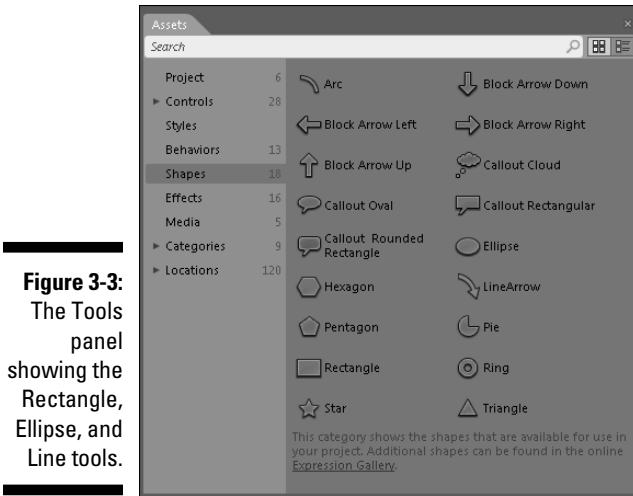 Assets
Search
Project 6
Controls 28
Styles
Behaviors 13
Shapes 18
Effects 16
Media 5
Categories 9
Locations 120
Arc
Block Arrow Down
Block Arrow Left
Block Arrow Right
Block Arrow Up
Callout Cloud
Callout Oval
Callout Rectangular
Callout Rounded
Rectangle
Ellipse
Hexagon
LineArrow
Pentagon
Pie
Rectangle
Ring
Star
Triangle
This category shows the shapes that are available for use in
your project. Additional shapes can be found in the online
Expression Gallery.
Figure 3-3:
The Tools
panel
showing the
Rectangle,
Ellipse, and
Line tools.